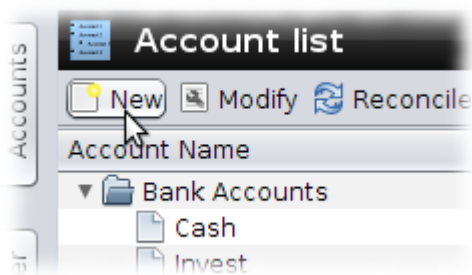 Account list
Accounts
New Modify Reconcile
Account Name
Bank Accounts
Cash
Invest